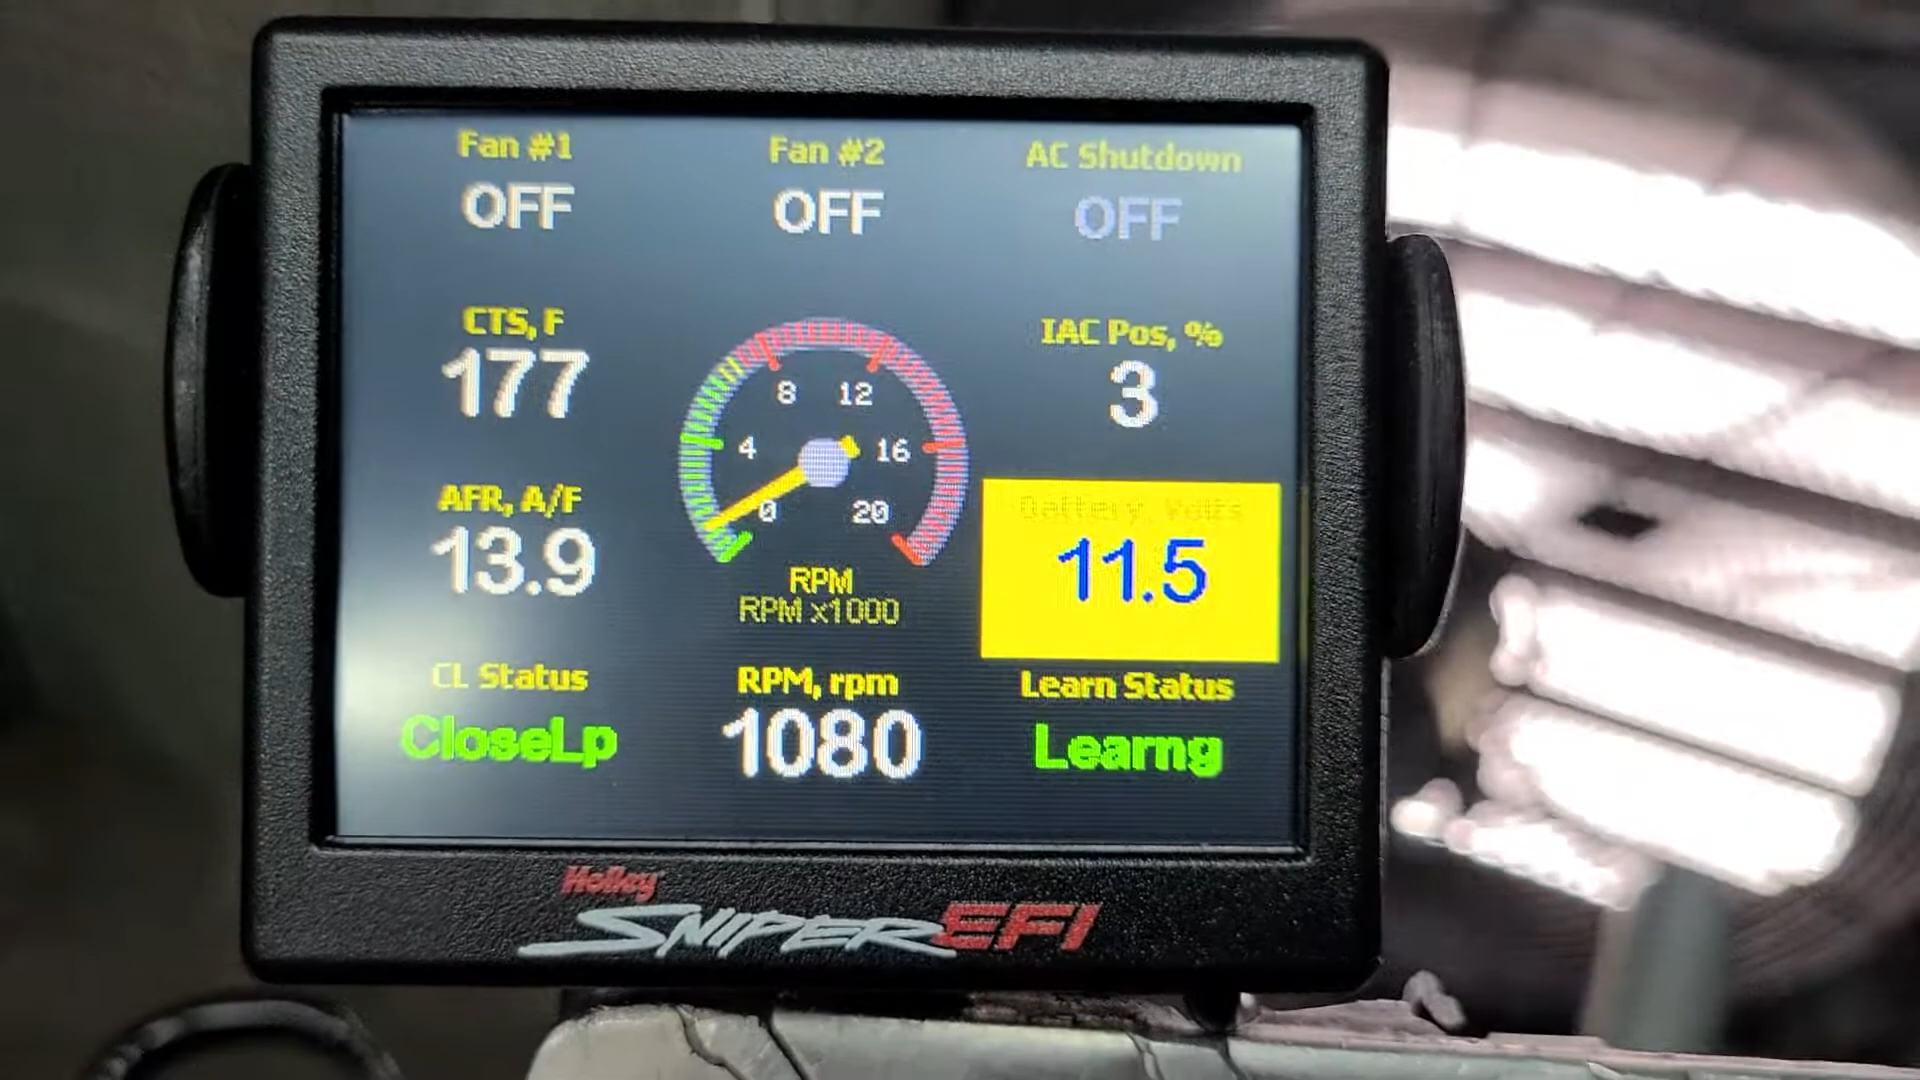 Fan #1
OFF
Fan #2
OFF
AC Shutdown
OFF
CTS, F
177
IAC Pos, %
3
AFR, A/F
13.9
0
4
8
12
16
20
RPM
RPM x1000
Battery, Volts
11.5
CL Status
CloseLp
RPM, rpm
1080
Learn Status
Learng
Holley
SNIPER EFI